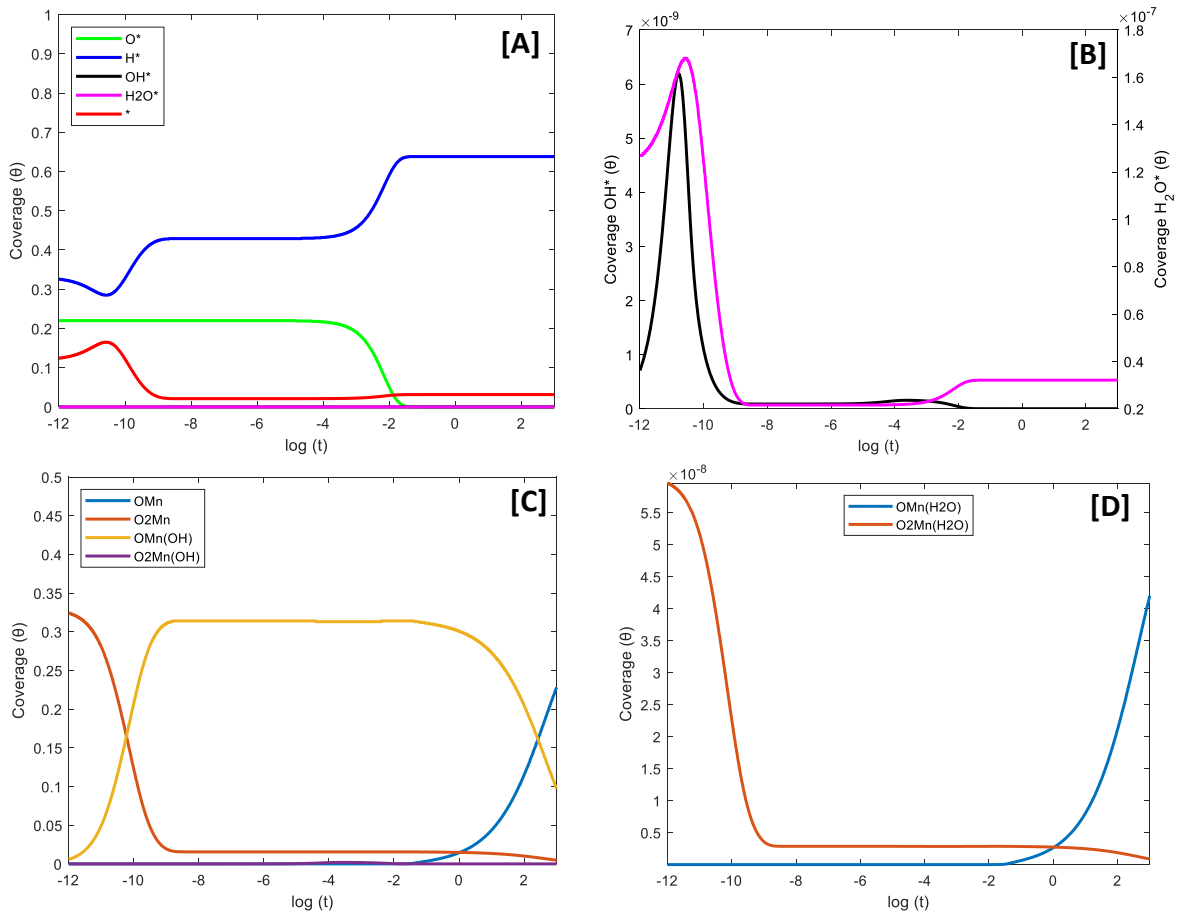 [A]
1
0.9
0.8
0.7
0.6
0.5
0.4
0.3
0.2
0.1
0
Coverage (θ)
O*
H*
OH*
H2O*
*
-12 -10 -8 -6 -4 -2 0 2
log (t)
[B]
×10⁻⁹
7
6
5
4
3
2
1
0
Coverage OH* (θ)
×10⁻⁷
1.8
1.6
1.4
1.2
1
0.8
0.6
0.4
0.2
Coverage H₂O* (θ)
-12 -10 -8 -6 -4 -2 0 2
log (t)
[C]
0.5
0.45
0.4
0.35
0.3
0.25
0.2
0.15
0.1
0.05
0
Coverage (θ)
OMn
O2Mn
OMn(OH)
O2Mn(OH)
-12 -10 -8 -6 -4 -2 0 2
log (t)
[D]
×10⁻⁸
5.5
5
4.5
4
3.5
3
2.5
2
1.5
1
0.5
Coverage (θ)
OMn(H2O)
O2Mn(H2O)
-12 -10 -8 -6 -4 -2 0 2
log (t)